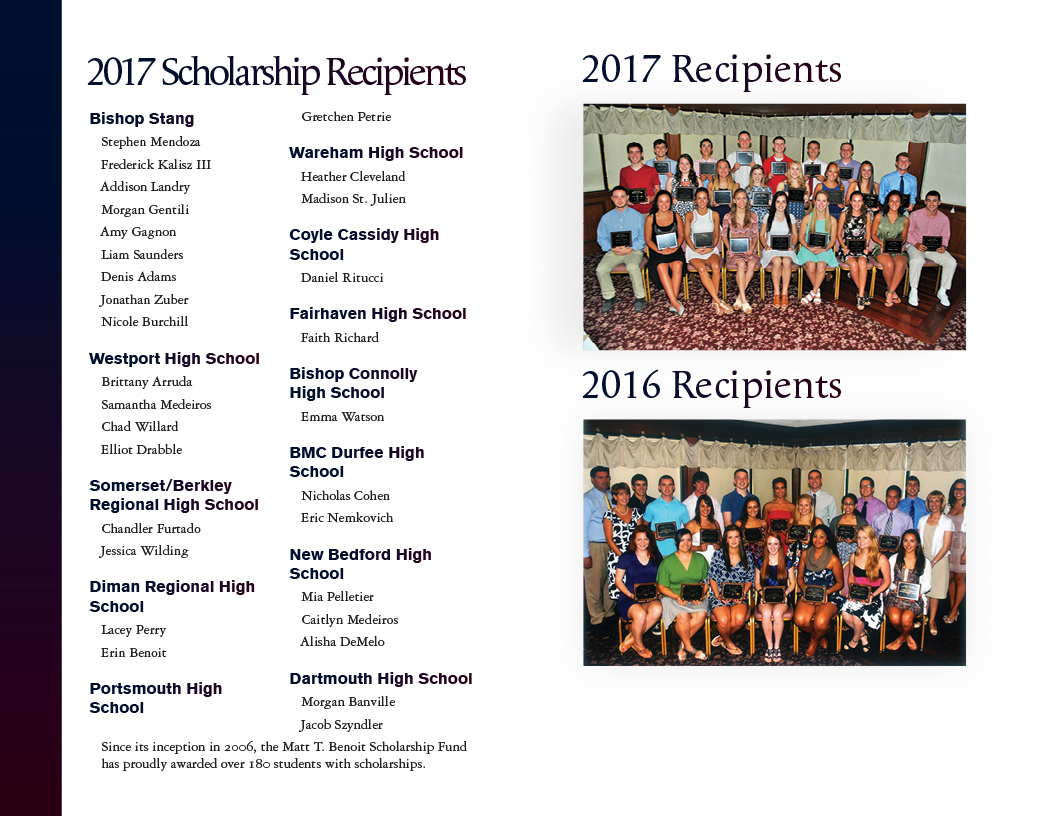 2017 Scholarship Recipients
Bishop Stang
Stephen Mendoza
Frederick Kalisz III
Addison Landry
Morgan Gentili
Amy Gagnon
Liam Saunders
Denis Adams
Jonathan Zuber
Nicole Burchill
Westport High School
Brittany Arruda
Samantha Medeiros
Chad Willard
Elliot Drabble
Somerset/Berkley
Regional High School
Chandler Furtado
Jessica Wilding
Diman Regional High
School
Lacey Perry
Erin Benoit
Portsmouth High
School
Gretchen Petrie
Wareham High School
Heather Cleveland
Madison St. Julien
Coyle Cassidy High
School
Daniel Ritucci
Fairhaven High School
Faith Richard
Bishop Connolly
High School
Emma Watson
BMC Durfee High
School
Nicholas Cohen
Eric Nemkovich
New Bedford High
School
Mia Pelletier
Caitlyn Medeiros
Alisha DeMelo
Dartmouth High School
Morgan Banville
Jacob Szyndler
Since its inception in 2006, the Matt T. Benoit Scholarship Fund
has proudly awarded over 180 students with scholarships.
2017 Recipients
2016 Recipients